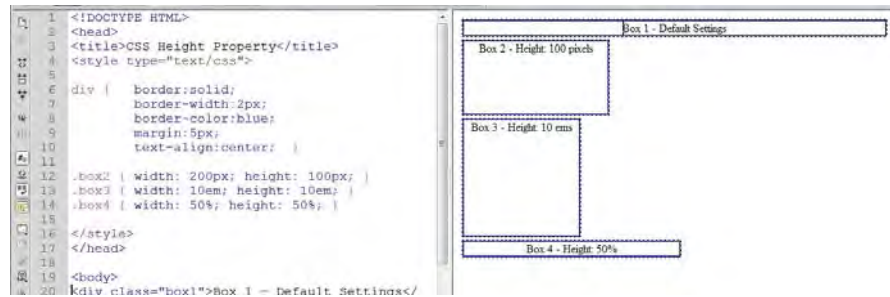 1 <!DOCTYPE HTML>
2 <head>
3 <title>CSS Height Property</title>
4 <style type="text/css">
5
6 div { border:solid;
7 border-width:2px;
8 border-color:blue;
9 margin:5px;
10 text-align:center; }
11
12 .box2 { width: 200px; height: 100px; }
13 .box3 { width: 10em; height: 10em; }
14 .box4 { width: 50%; height: 50%; }
15
16 </style>
17 </head>
18
19 <body>
20 <div class="box1">Box 1 – Default Settings</
Box 1 - Default Settings
Box 2 - Height: 100 pixels
Box 3 - Height: 10 ems
Box 4 - Height: 50%